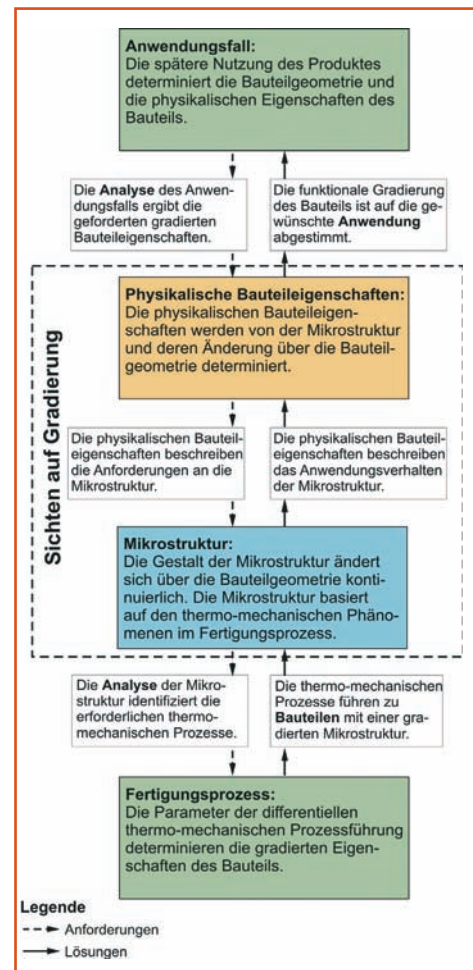 Anwendungsfall:
Die spätere Nutzung des Produktes
determiniert die Bauteilgeometrie und
die physikalischen Eigenschaften des
Bauteils.
Die Analyse des Anwen-
dungsfalls ergibt die
geforderten gradierten
Bauteileigenschaften.
Die funktionale Gradierung
des Bauteils ist auf die ge-
wünschte Anwendung
abgestimmt.
Sichten auf Gradierung
Physikalische Bauteileigenschaften:
Die physikalischen Bauteileigen-
schaften werden von der Mikrostruktur
und deren Änderung über die Bauteil-
geometrie determiniert.
Die physikalischen Bauteil-
eigenschaften beschreiben
die Anforderungen an die
Mikrostruktur.
Die physikalischen Bauteil-
eigenschaften beschreiben
das Anwendungsverhalten
der Mikrostruktur.
Mikrostruktur:
Die Gestalt der Mikrostruktur ändert
sich über die Bauteilgeometrie konti-
nuierlich. Die Mikrostruktur basiert
auf den thermo-mechanischen Phäno-
menen im Fertigungsprozess.
Die Analyse der Mikro-
struktur identifiziert die
erforderlichen thermo-
mechanischen Prozesse.
Die thermo-mechanischen
Prozesse führen zu
Bauteilen mit einer gra-
dierten Mikrostruktur.
Fertigungsprozess:
Die Parameter der differentiellen
thermo-mechanischen Prozessführung
determinieren die gradierten Eigen-
schaften des Bauteils.
Legende
Anforderungen
Lösungen